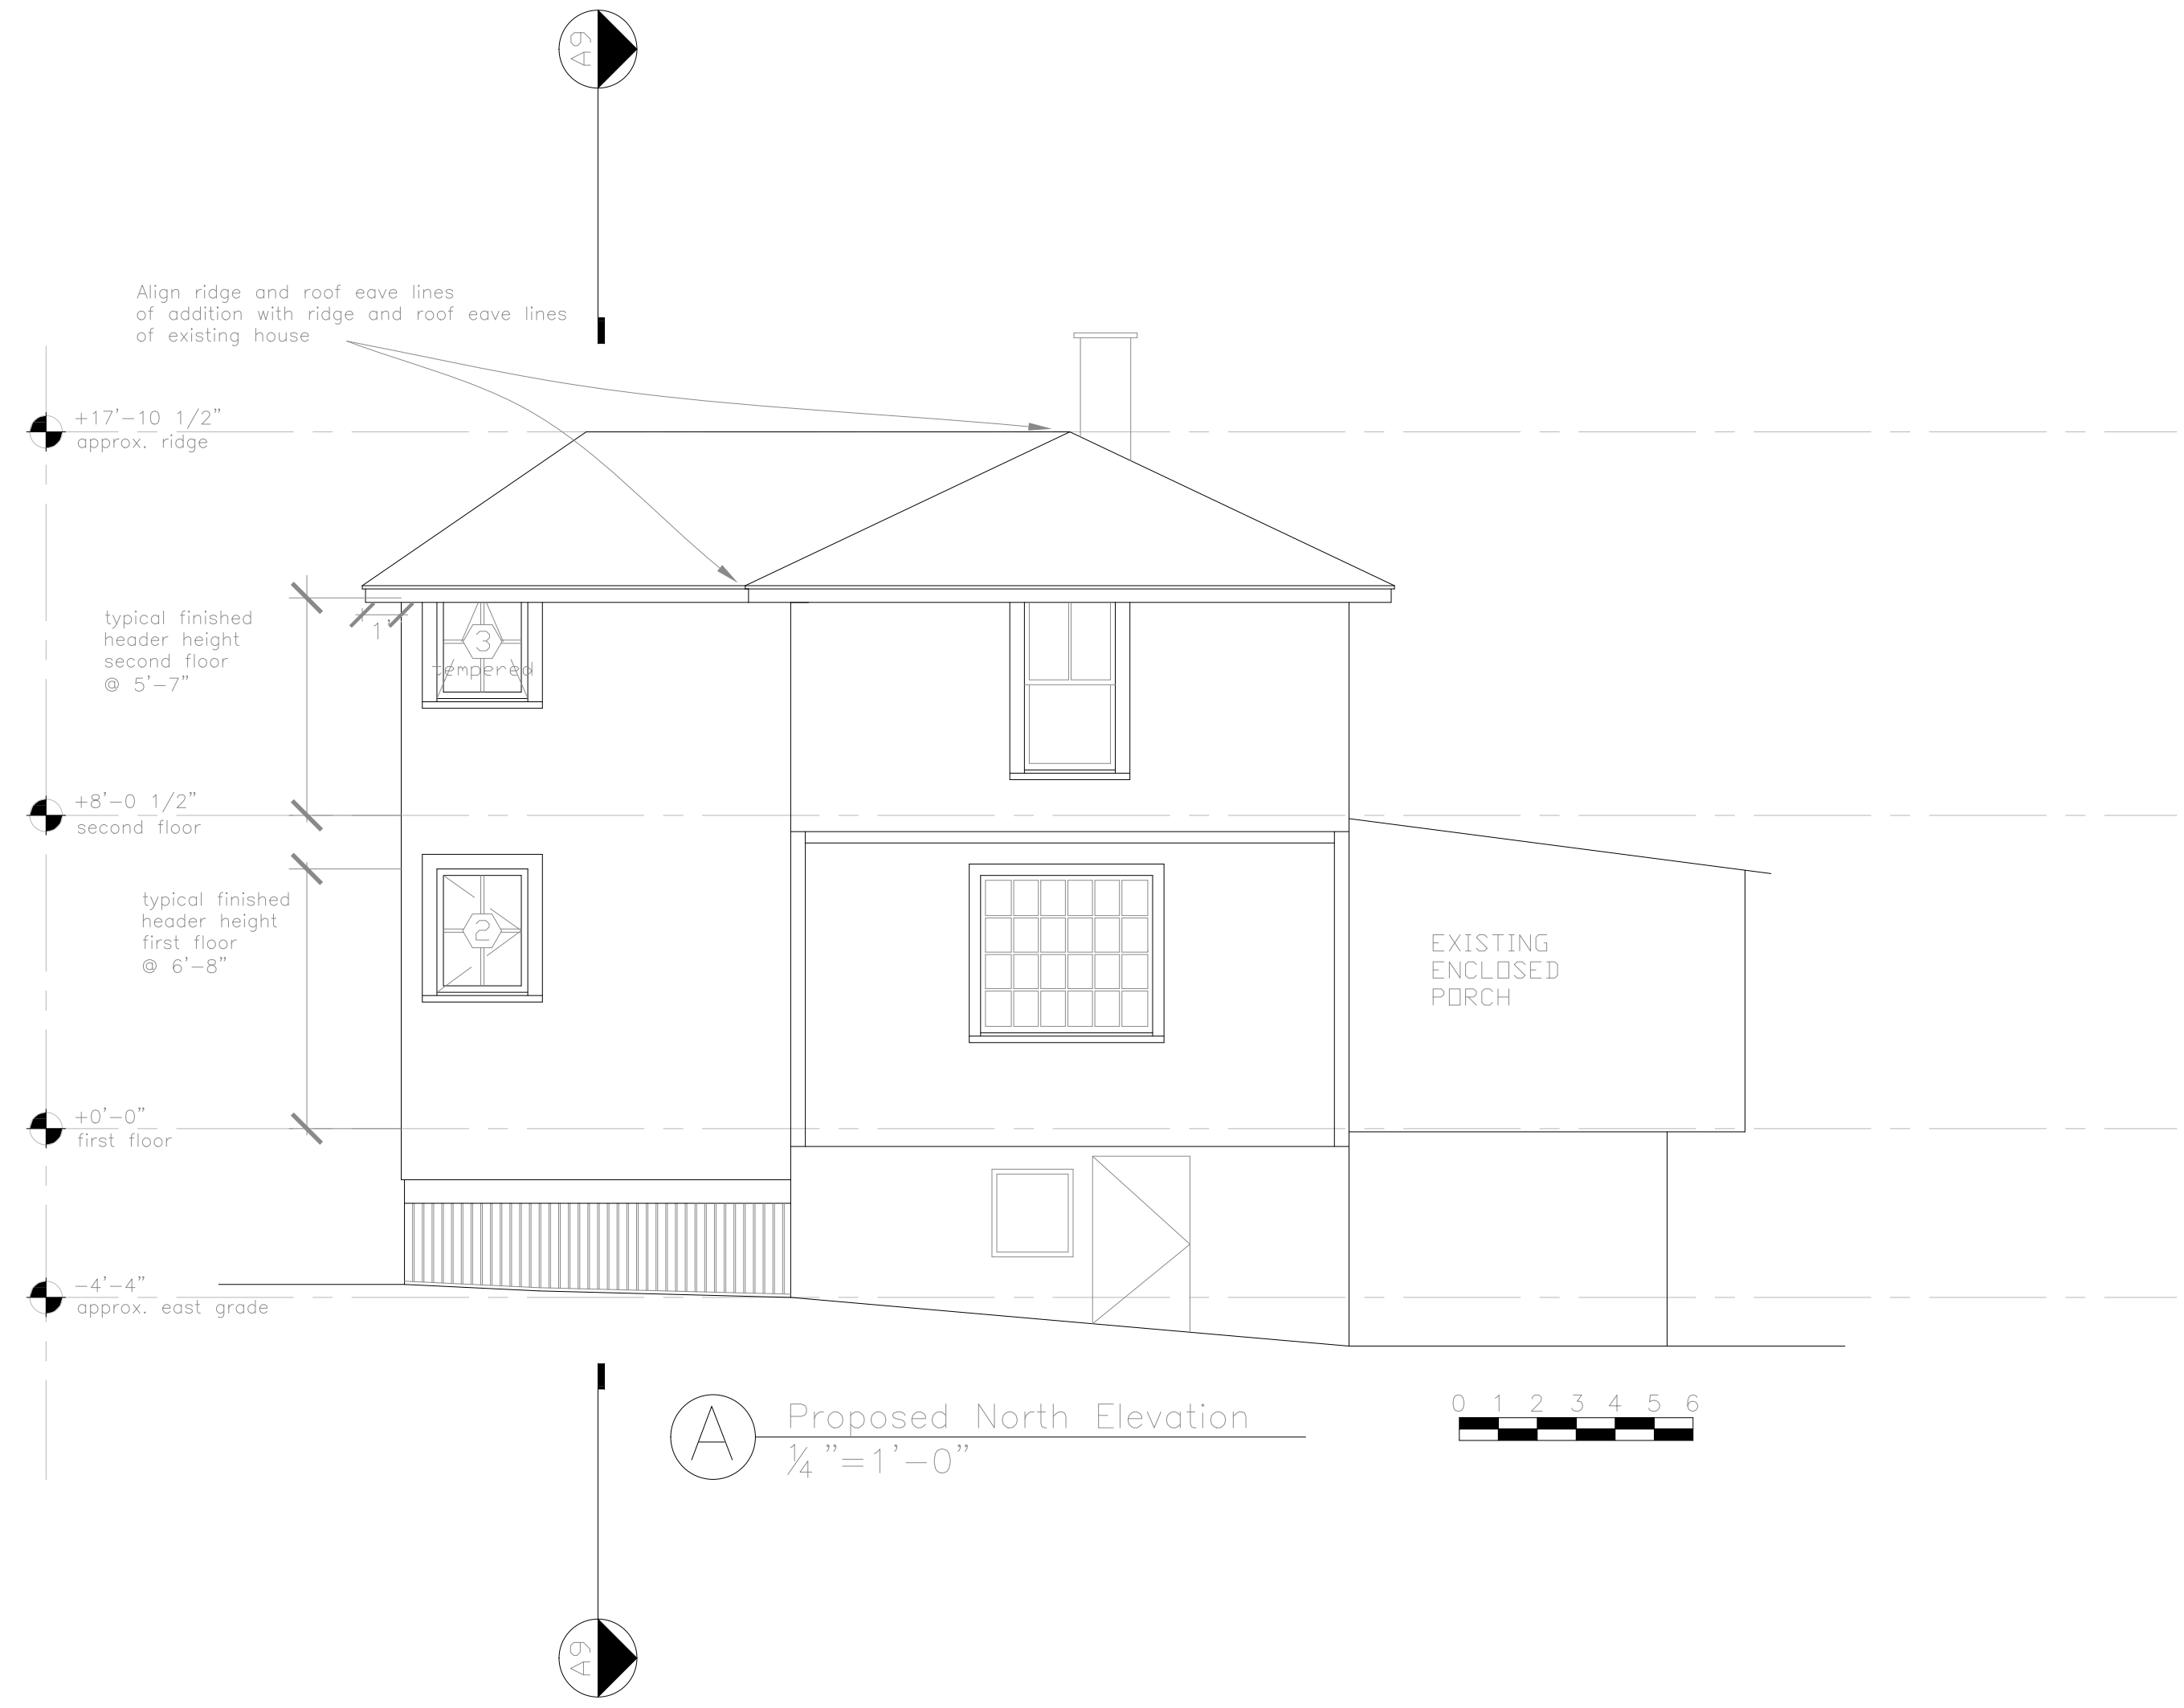 A9
Align ridge and roof eave lines
of addition with ridge and roof eave lines
of existing house
+17'-10 1/2"
approx. ridge
typical finished
header height
second floor
@ 5'-7"
1'
3
tempered
+8'-0 1/2"
second floor
typical finished
header height
first floor
@ 6'-8"
2
EXISTING
ENCLOSED
PORCH
+0'-0"
first floor
-4'-4"
approx. east grade
A
Proposed North Elevation
1/4"=1'-0"
0 1 2 3 4 5 6
A9